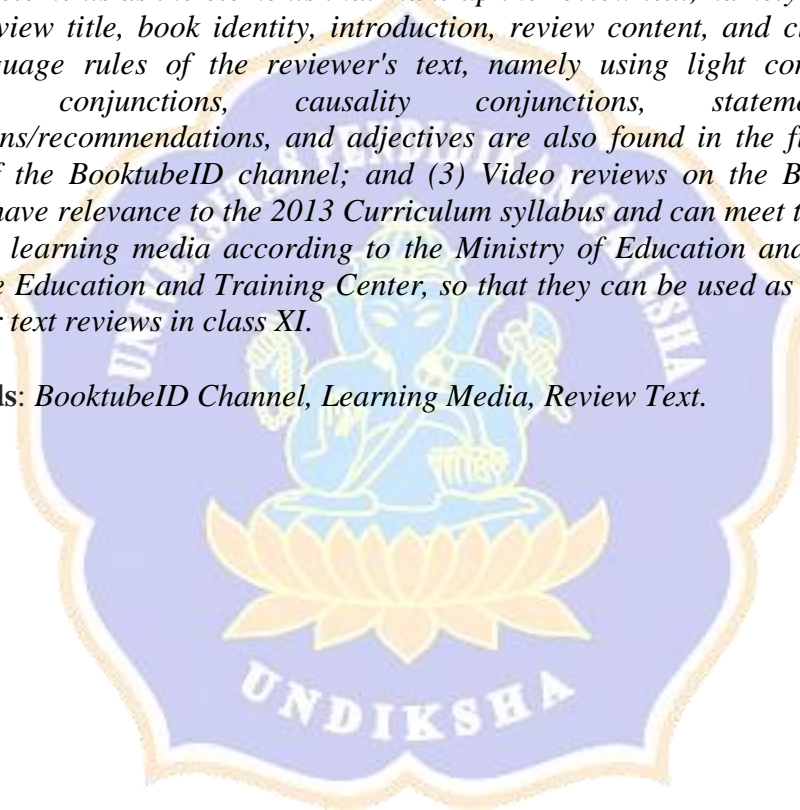 view title, book identity, introduction, review content, and cl
guage rules of the reviewer's text, namely using light con
conjunctions, causality conjunctions, stateme
ns/recommendations, and adjectives are also found in the fi
f the BooktubeID channel; and (3) Video reviews on the B
have relevance to the 2013 Curriculum syllabus and can meet t
learning media according to the Ministry of Education and
e Education and Training Center, so that they can be used as
r text reviews in class XI.
ds: BooktubeID Channel, Learning Media, Review Text.
UNIVERSITAS PENDIDIKAN GANESHA
UNDIKSHA